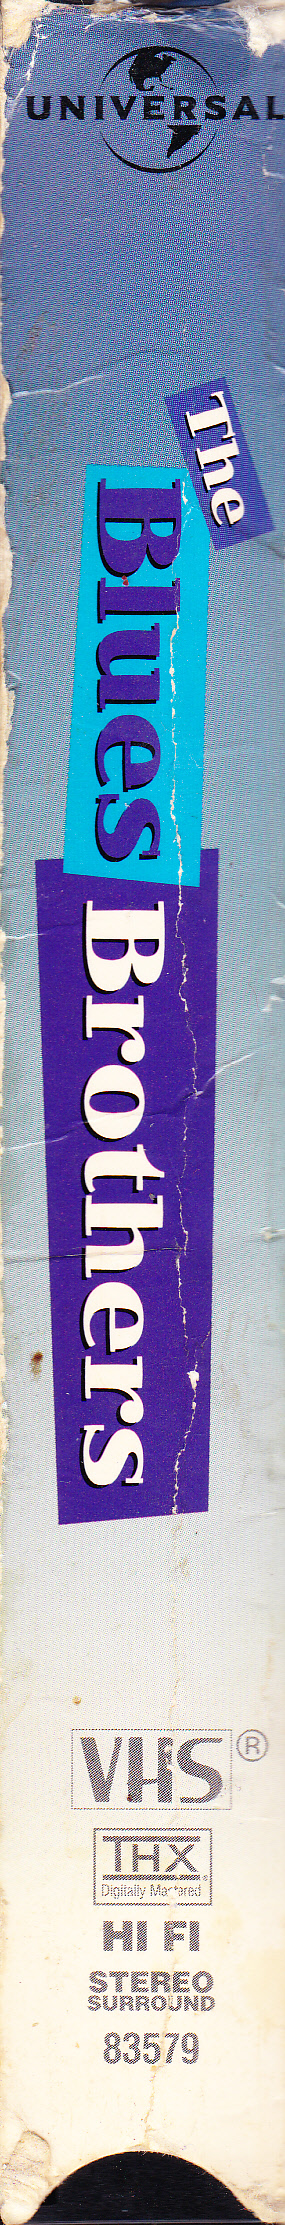 UNIVERSAL
The
Blues
Brothers
VHS ®
THX ®
Digitally Mastered
HI FI
STEREO
SURROUND
83579